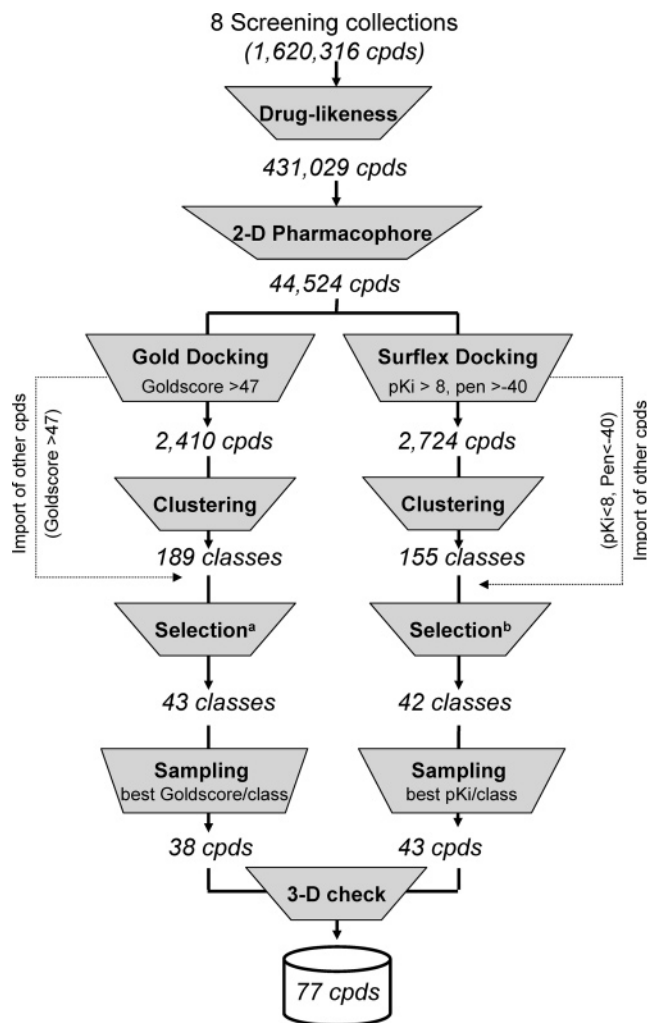 8 Screening collections
(1,620,316 cpds)
Drug-likeness
431,029 cpds
2-D Pharmacophore
44,524 cpds
Gold Docking
Goldscore >47
Surflex Docking
pKi > 8, pen >-40
Import of other cpds
(Goldscore >47)
(pKi<8, Pen<-40)
Import of other cpds
2,410 cpds
2,724 cpds
Clustering
Clustering
189 classes
155 classes
Selectionᵃ
Selectionᵇ
43 classes
42 classes
Sampling
best Goldscore/class
Sampling
best pKi/class
38 cpds
43 cpds
3-D check
77 cpds